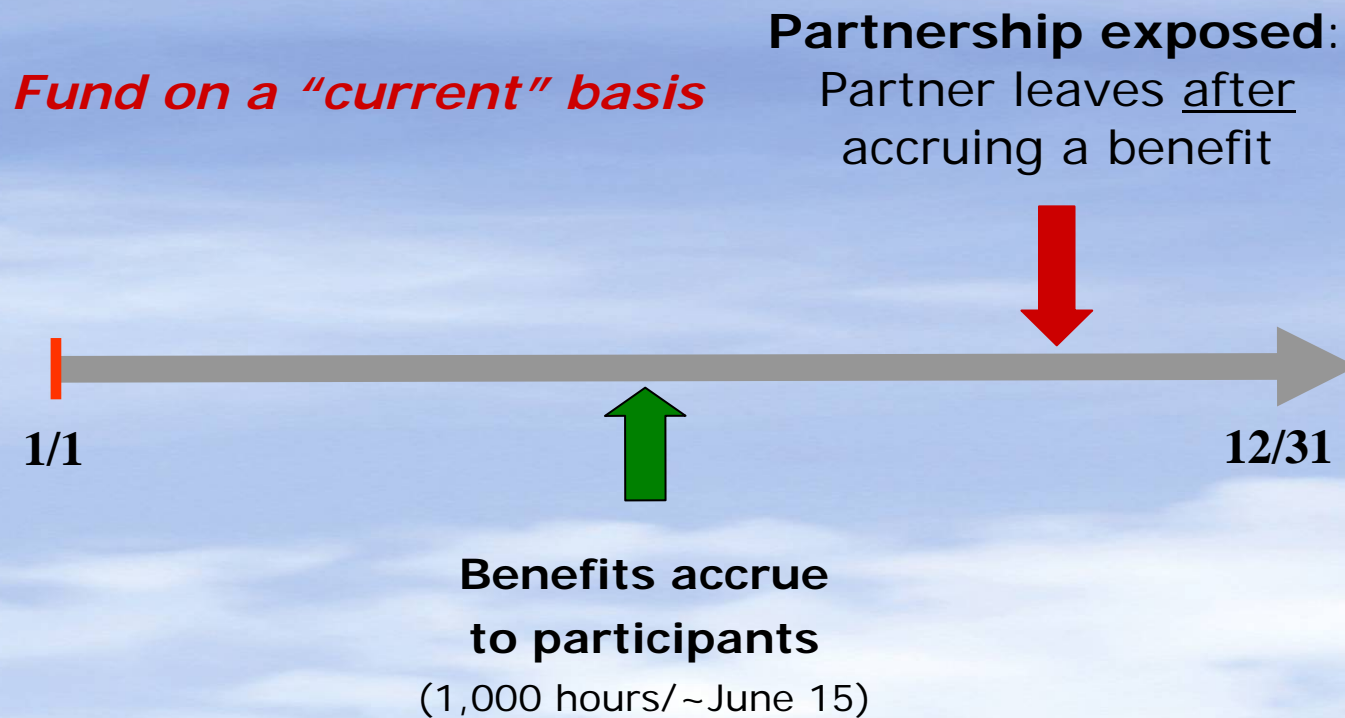 Fund on a “current” basis
Partnership exposed:
Partner leaves after
accruing a benefit
1/1
12/31
Benefits accrue
to participants
(1,000 hours/~June 15)